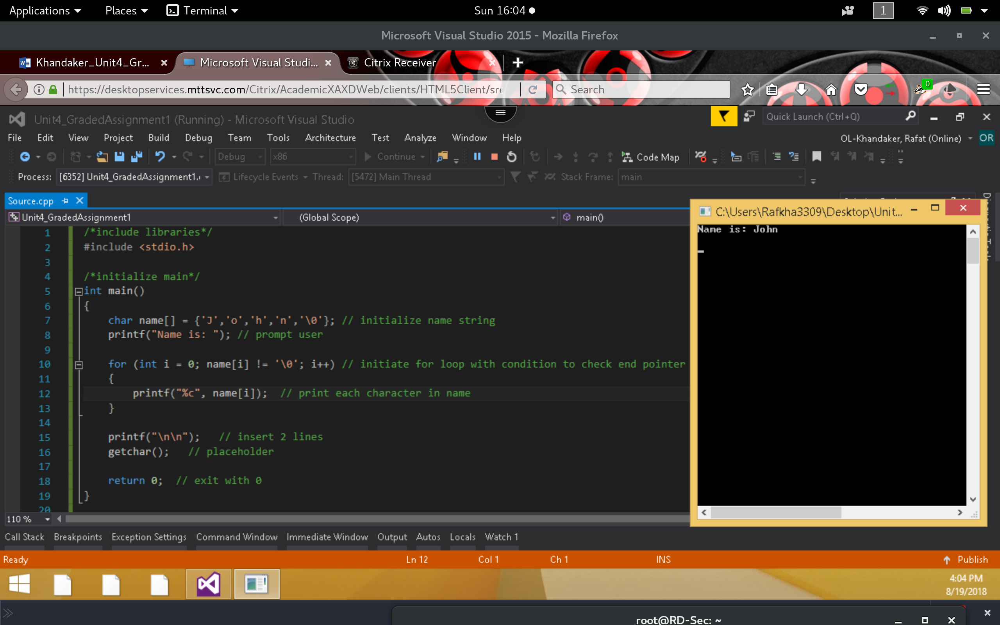 Applications Places Terminal Sun 16:04 1
Microsoft Visual Studio 2015 - Mozilla Firefox
Khandaker_Unit4_Gr... Microsoft Visual Studi... Citrix Receiver
https://desktopservices.mttsvc.com/Citrix/AcademicXAXDWeb/clients/HTML5Client/src Search 0
Unit4_GradedAssignment1 (Running) - Microsoft Visual Studio Quick Launch (Ctrl+Q)
File Edit View Project Build Debug Team Tools Architecture Test Analyze Window Help OL-Khandaker, Rafat (Online) OR
Debug x86 Continue Code Map
Process: [6352] Unit4_GradedAssignment1. Lifecycle Events Thread: [5472] Main Thread Stack Frame: main
Source.cpp
Unit4_GradedAssignment1 (Global Scope) main()
1 /*include libraries*/
2 #include <stdio.h>
3
4 /*initialize main*/
5 int main()
6 {
7 char name[] = {'J','o','h','n','\0'}; // initialize name string
8 printf("Name is: "); // prompt user
9
10 for (int i = 0; name[i] != '\0'; i++) // initiate for loop with condition to check end pointer
11 {
12 printf("%c", name[i]); // print each character in name
13 }
14
15 printf("\n\n"); // insert 2 lines
16 getchar(); // placeholder
17
18 return 0; // exit with 0
19 }
20
C:\Users\Rafkha3309\Desktop\Unit...
Name is: John
110 %
Call Stack Breakpoints Exception Settings Command Window Immediate Window Output Autos Locals Watch 1
Ready Ln 12 Col 1 Ch 1 INS Publish
4:04 PM
8/19/2018
root@RD-Sec: ~